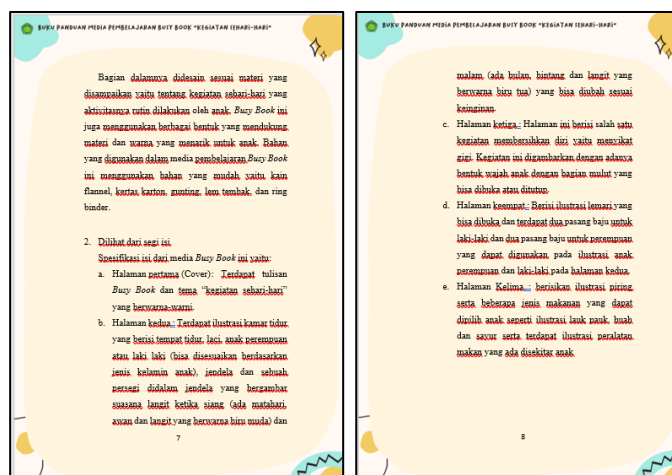 BUKU PANDUAN MEDIA PEMBELAJARAN BUSY BOOK "KEGIATAN SEHARI-HARI"
Bagian dalamnya didesain sesuai materi yang
disampaikan yaitu tentang kegiatan sehari-hari yang
aktivitasnya rutin dilakukan oleh anak. Busy Book ini
juga menggunakan berbagai bentuk yang mendukung
materi dan warna yang menarik untuk anak. Bahan
yang digunakan dalam media pembelajaran Busy Book
ini menggunakan bahan yang mudah yaitu kain
flannel, kertas karton, gunting, lem tembak, dan ring
binder.
2. Dilihat dari segi isi
Spesifikasi isi dari media Busy Book ini yaitu:
a. Halaman pertama (Cover): Terdapat tulisan
Busy Book dan tema "kegiatan sehari-hari"
yang berwarna-warni.
b. Halaman kedua : Terdapat ilustrasi kamar tidur
yang berisi tempat tidur, laci, anak perempuan
atau laki laki (bisa disesuaikan berdasarkan
jenis kelamin anak), jendela dan sebuah
persegi didalam jendela yang bergambar
suasana langit ketika siang (ada matahari,
awan dan langit yang berwarna biru muda) dan
7
BUKU PANDUAN MEDIA PEMBELAJARAN BUSY BOOK "KEGIATAN SEHARI-HARI"
malam (ada bulan, bintang dan langit yang
berwarna biru tua) yang bisa diubah sesuai
keinginan.
c. Halaman ketiga : Halaman ini berisi salah satu
kegiatan membersihkan diri yaitu menyikat
gigi. Kegiatan ini digambarkan dengan adanya
bentuk wajah anak dengan bagian mulut yang
bisa dibuka atau ditutup.
d. Halaman keempat : Berisi ilustrasi lemari yang
bisa dibuka dan terdapat dua pasang baju untuk
laki-laki dan dua pasang baju untuk perempuan
yang dapat digunakan pada ilustrasi anak
perempuan dan laki-laki pada halaman kedua.
e. Halaman Kelima : berisikan ilustrasi piring
serta beberapa jenis makanan yang dapat
dipilih anak seperti ilustrasi lauk pauk, buah
dan sayur serta terdapat ilustrasi peralatan
makan yang ada disekitar anak.
8